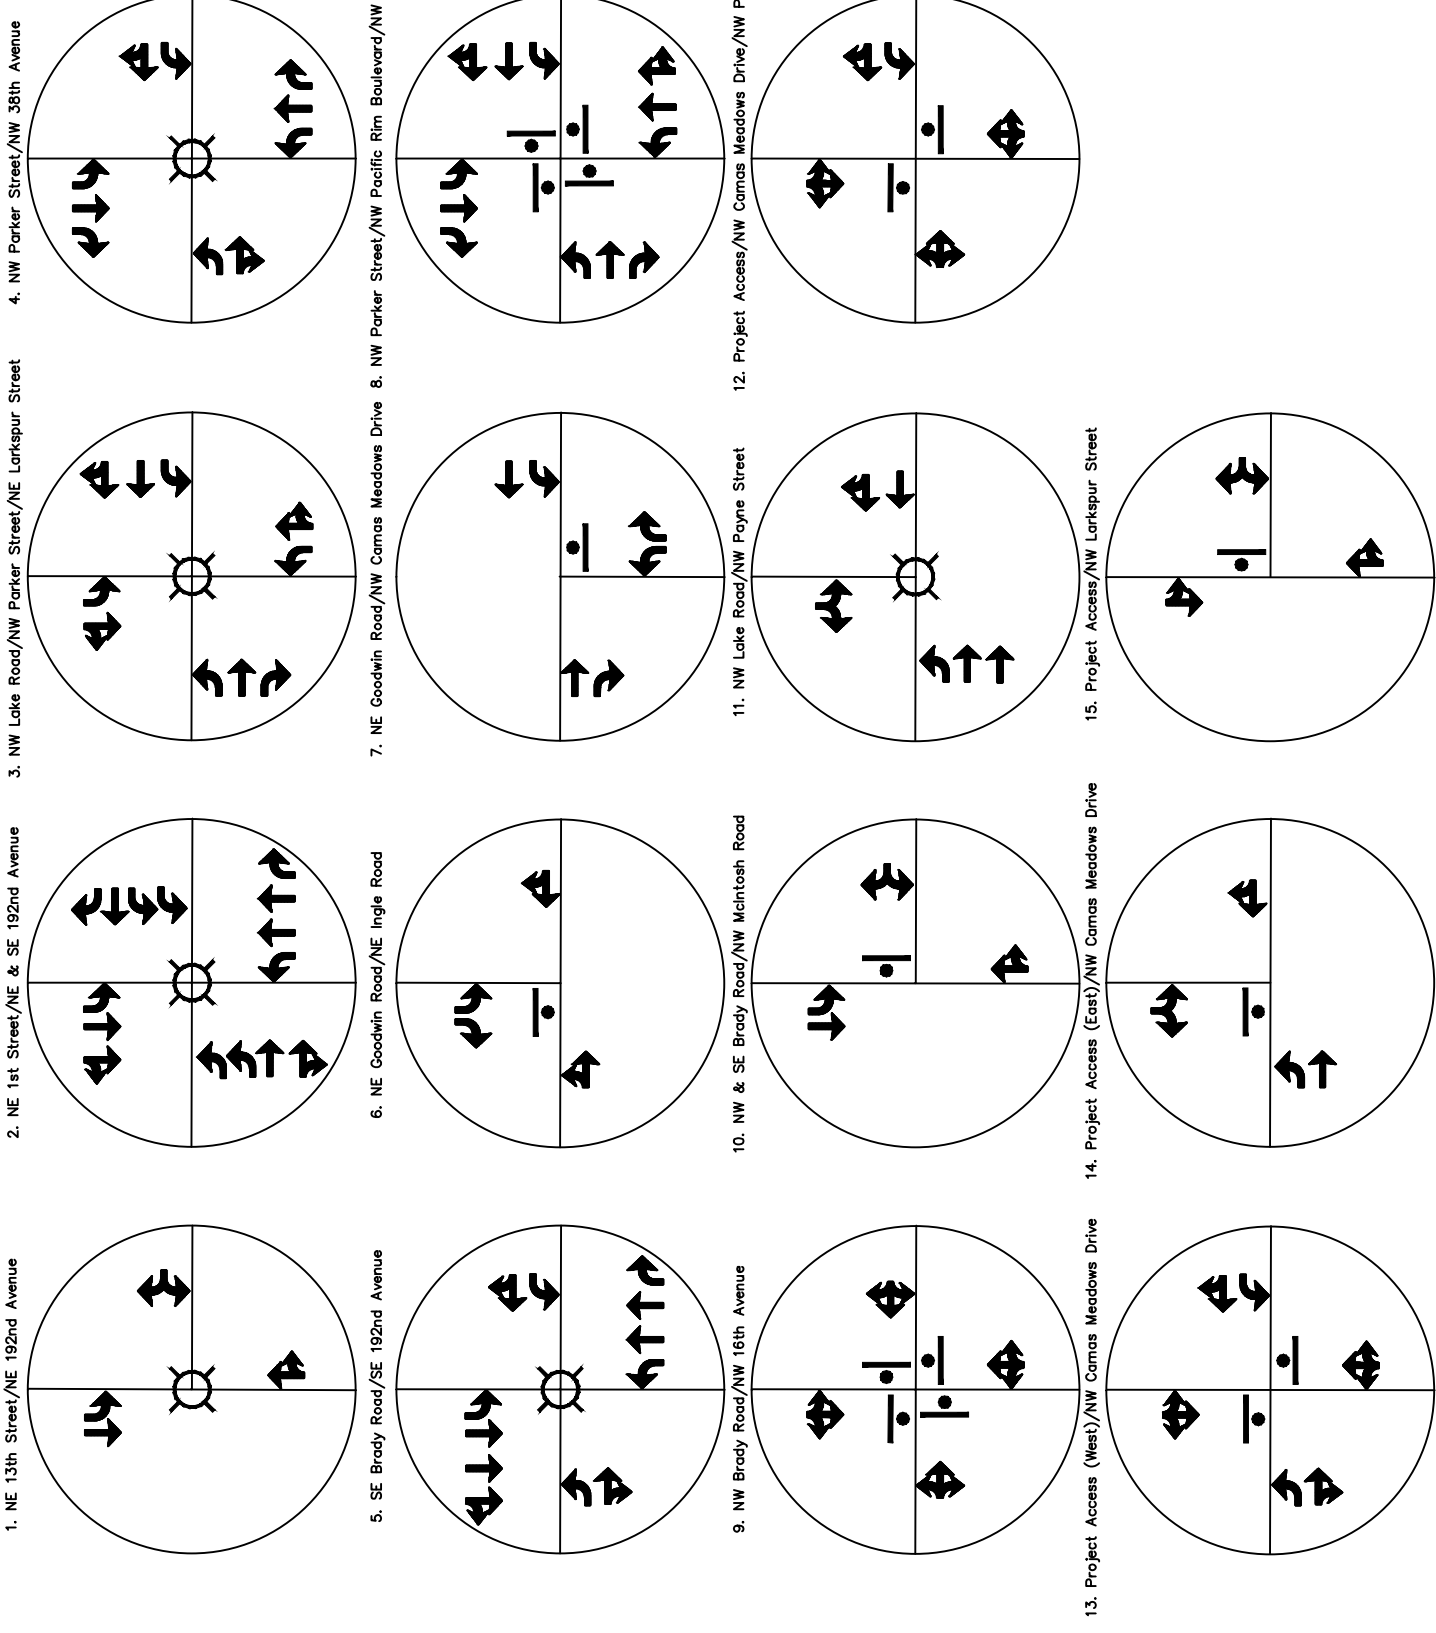 1. NE 13th Street/NE 192nd Avenue
2. NE 1st Street/NE & SE 192nd Avenue
3. NW Lake Road/NW Parker Street/NE Larkspur Street
4. NW Parker Street/NW 38th Avenue
5. SE Brady Road/SE 192nd Avenue
6. NE Goodwin Road/NE Ingle Road
7. NE Goodwin Road/NW Camas Meadows Drive
8. NW Parker Street/NW Pacific Rim Boulevard/NW
9. NW Brady Road/NW 16th Avenue
10. NW & SE Brady Road/NW McIntosh Road
11. NW Lake Road/NW Payne Street
12. Project Access/NW Camas Meadows Drive/NW P
13. Project Access (West)/NW Camas Meadows Drive
14. Project Access (East)/NW Camas Meadows Drive
15. Project Access/NW Larkspur Street